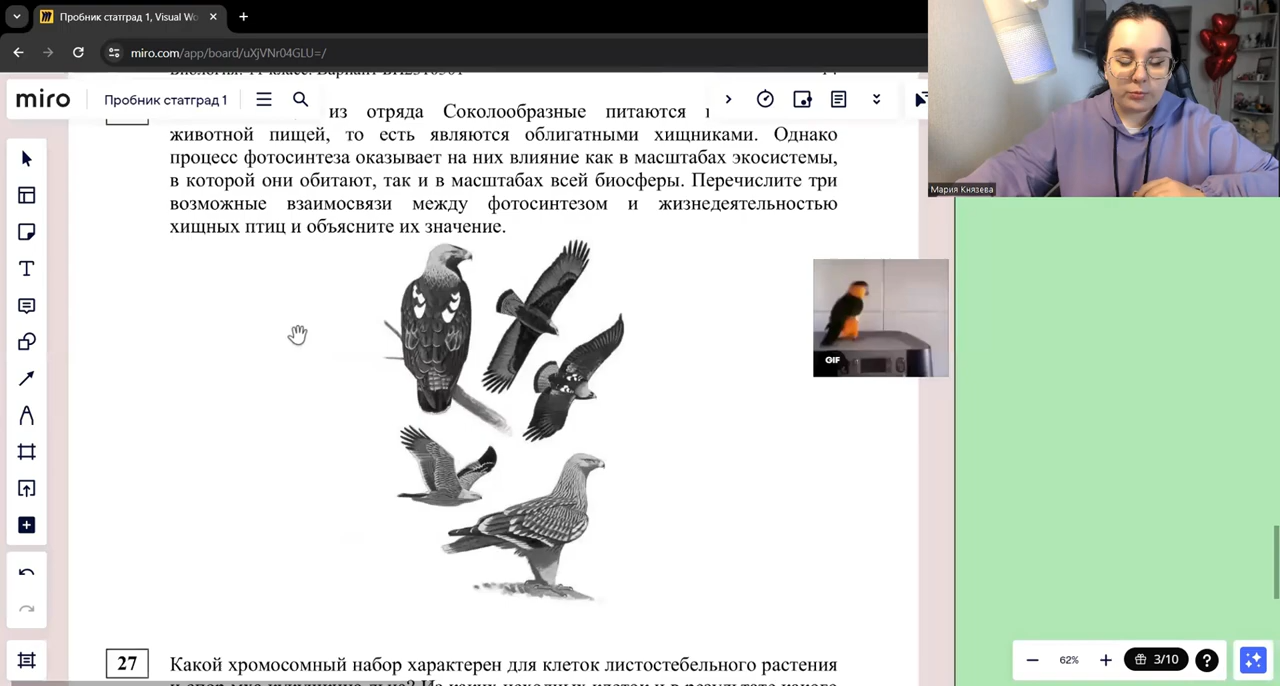 Пробник статград 1, Visual Wo
miro.com/app/board/uXjVNr04GLU=/
miro
Пробник статград 1
из отряда Соколообразные питаются
животной пищей, то есть являются облигатными хищниками. Однако
процесс фотосинтеза оказывает на них влияние как в масштабах экосистемы,
в которой они обитают, так и в масштабах всей биосферы. Перечислите три
возможные взаимосвязи между фотосинтезом и жизнедеятельностью
хищных птиц и объясните их значение.
Мария Князева
GIF
27
Какой хромосомный набор характерен для клеток листостебельного растения
62%
3/10
?